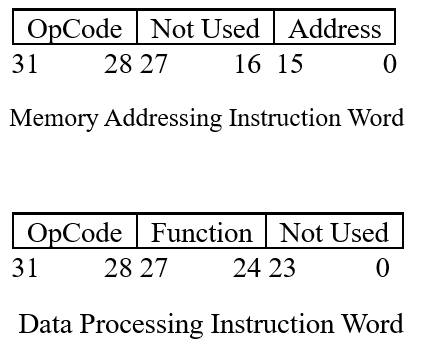 OpCode Not Used Address
31 28 27 16 15 0
Memory Addressing Instruction Word
OpCode Function Not Used
31 28 27 24 23 0
Data Processing Instruction Word